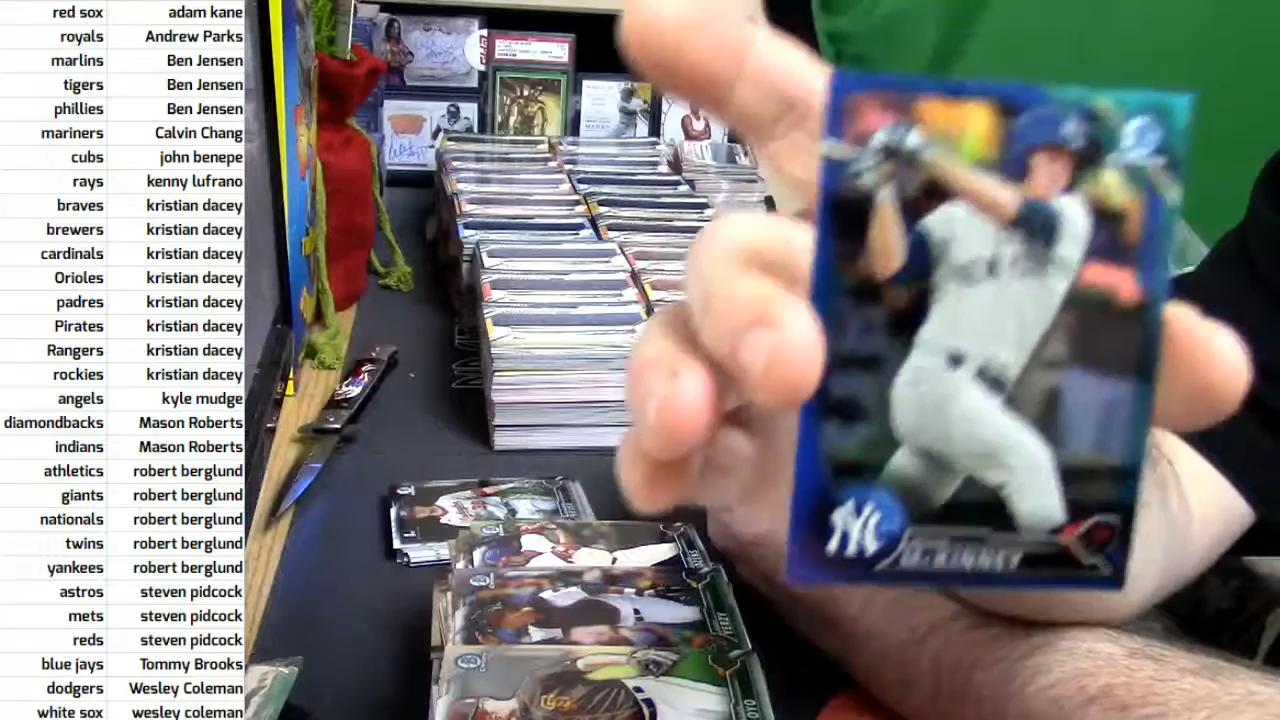 red sox adam kane
royals Andrew Parks
marlins Ben Jensen
tigers Ben Jensen
phillies Ben Jensen
mariners Calvin Chang
cubs john benepe
rays kenny lufrano
braves kristian dacey
brewers kristian dacey
cardinals kristian dacey
Orioles kristian dacey
padres kristian dacey
Pirates kristian dacey
Rangers kristian dacey
rockies kristian dacey
angels kyle mudge
diamondbacks Mason Roberts
indians Mason Roberts
athletics robert berglund
giants robert berglund
nationals robert berglund
twins robert berglund
yankees robert berglund
astros steven pidcock
mets steven pidcock
reds steven pidcock
blue jays Tommy Brooks
dodgers Wesley Coleman
white sox wesley coleman
NY
McKINNEY
YERZY